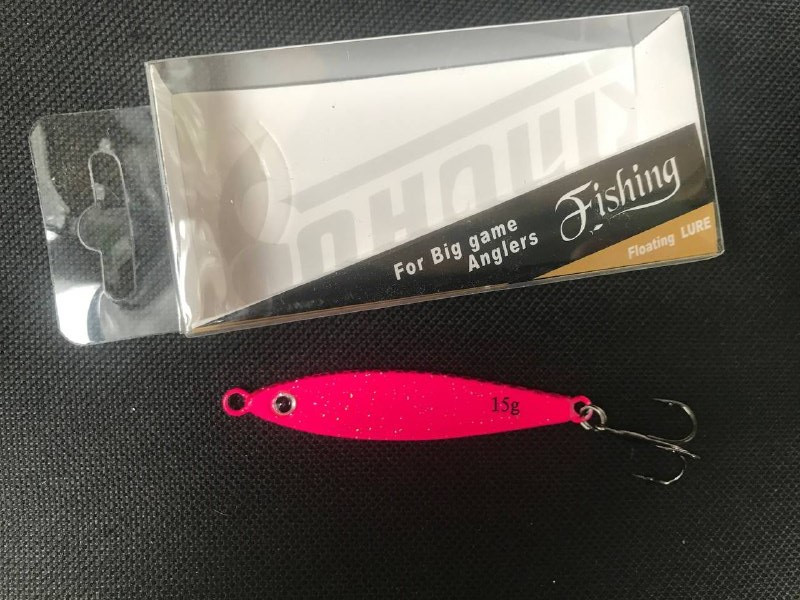 For Big game
Anglers
Fishing
Floating LURE
15g